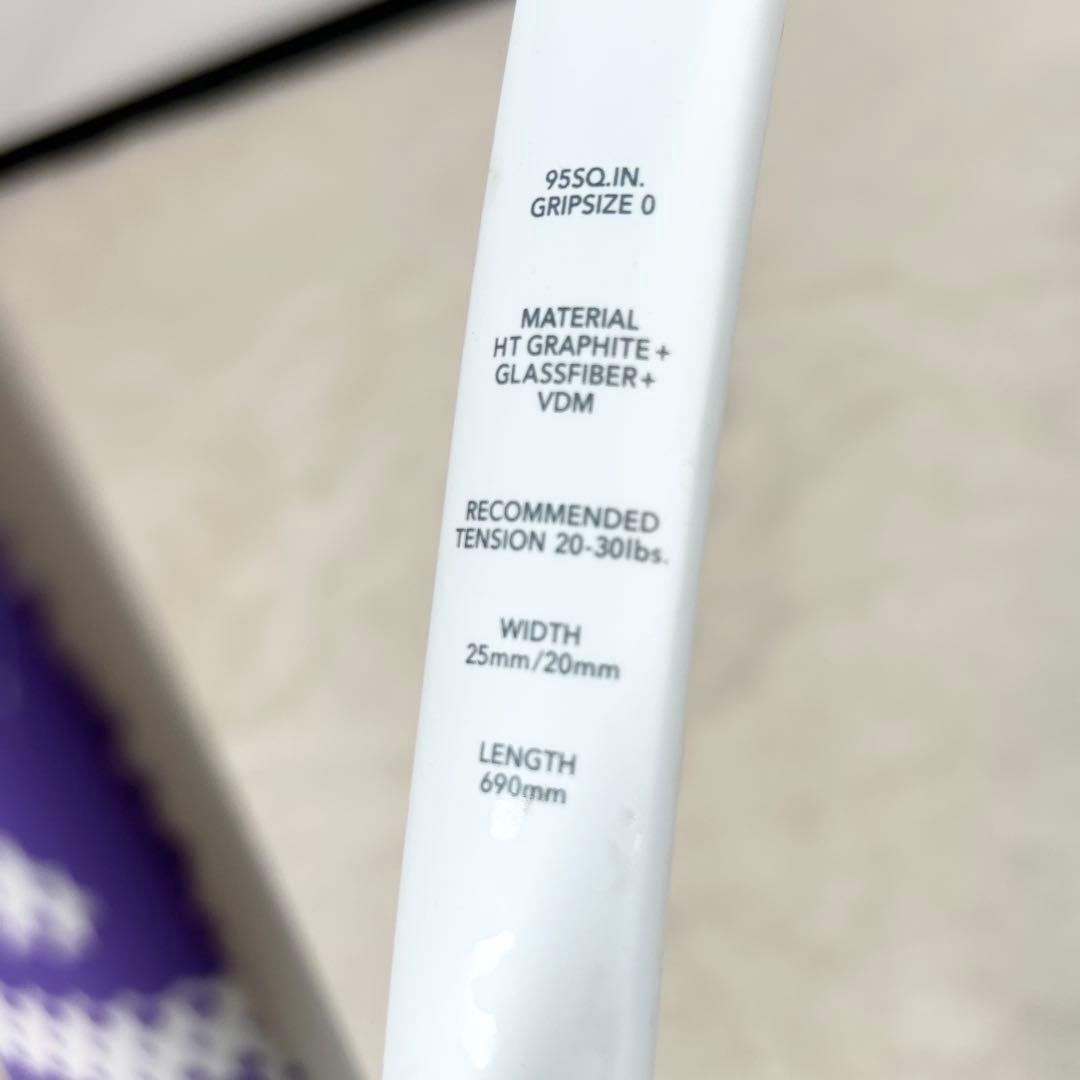 95SQ.IN.
GRIPSIZE 0
MATERIAL
HT GRAPHITE+
GLASSFIBER+
VDM
RECOMMENDED
TENSION 20-30lbs.
WIDTH
25mm/20mm
LENGTH
690mm